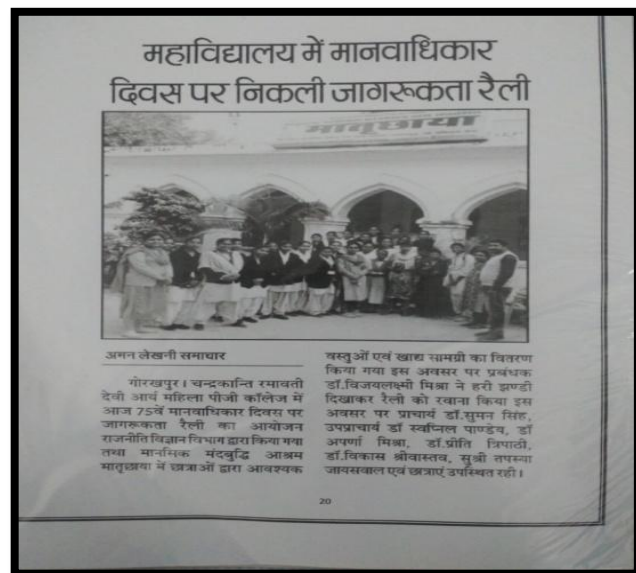 महाविद्यालय में मानवाधिकार
दिवस पर निकली जागरूकता रैली
मातृछाया
अमन लेखनी समाचार
गोरखपुर। चन्द्रकान्ति रमावती
देवी आर्य महिला पीजी कॉलेज में
आज 75वें मानवाधिकार दिवस पर
जागरूकता रैली का आयोजन
राजनीति विज्ञान विभाग द्वारा किया गया
तथा मानसिक मंदबुद्धि आश्रम
मातृछाया में छात्राओं द्वारा आवश्यक
वस्तुओं एवं खाद्य सामग्री का वितरण
किया गया इस अवसर पर प्रबंधक
डॉ.विजयलक्ष्मी मिश्रा ने हरी झण्डी
दिखाकर रैली को रवाना किया इस
अवसर पर प्राचार्य डॉ.सुमन सिंह,
उपप्राचार्य डॉ स्वप्निल पाण्डेय, डॉ
अपर्णा मिश्रा, डॉ.प्रीति त्रिपाठी,
डॉ.विकास श्रीवास्तव, सुश्री तपस्या
जायसवाल एवं छात्राएं उपस्थित रही।
20